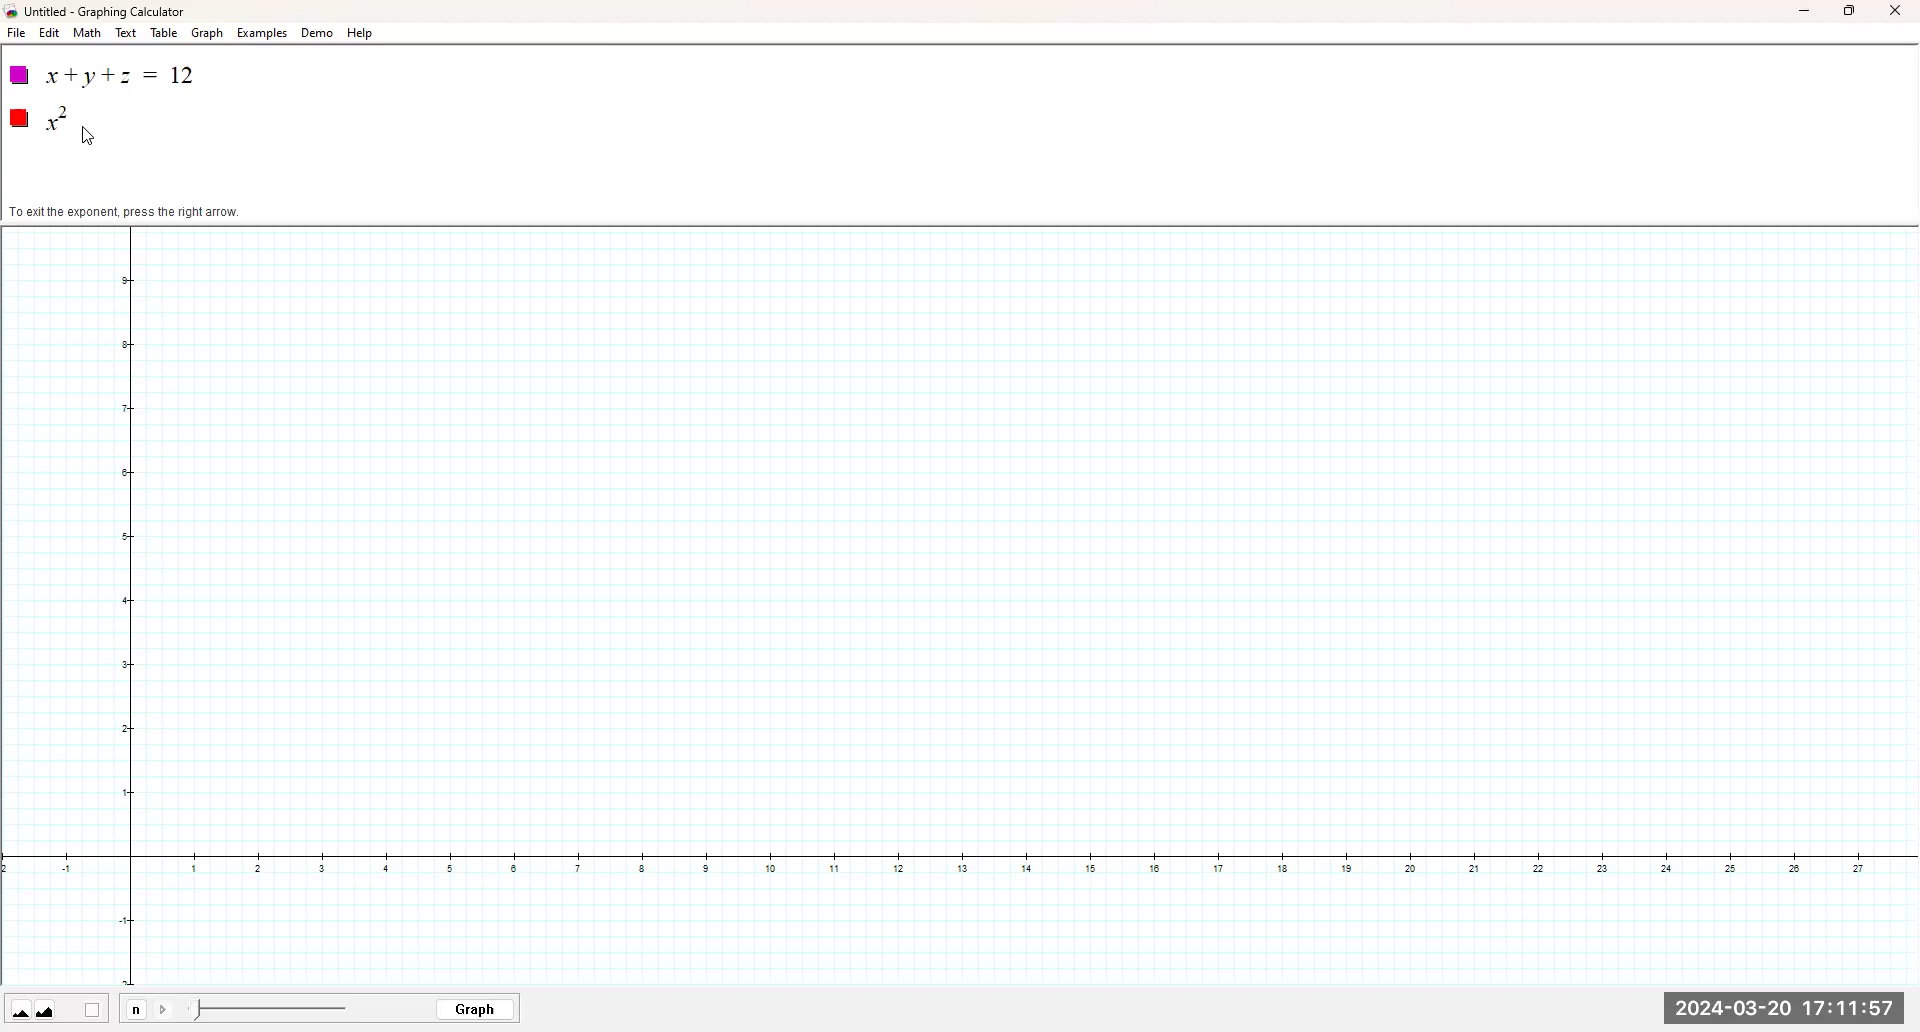 Untitled - Graphing Calculator
File Edit Math Text Table Graph Examples Demo Help
x + y + z = 12
x²
To exit the exponent, press the right arrow.
9
8
7
6
5
4
3
2
1
2 -1 1 2 3 4 5 6 7 8 9 10 11 12 13 14 15 16 17 18 19 20 21 22 23 24 25 26 27
-1
n Graph 2024-03-20 17:11:57